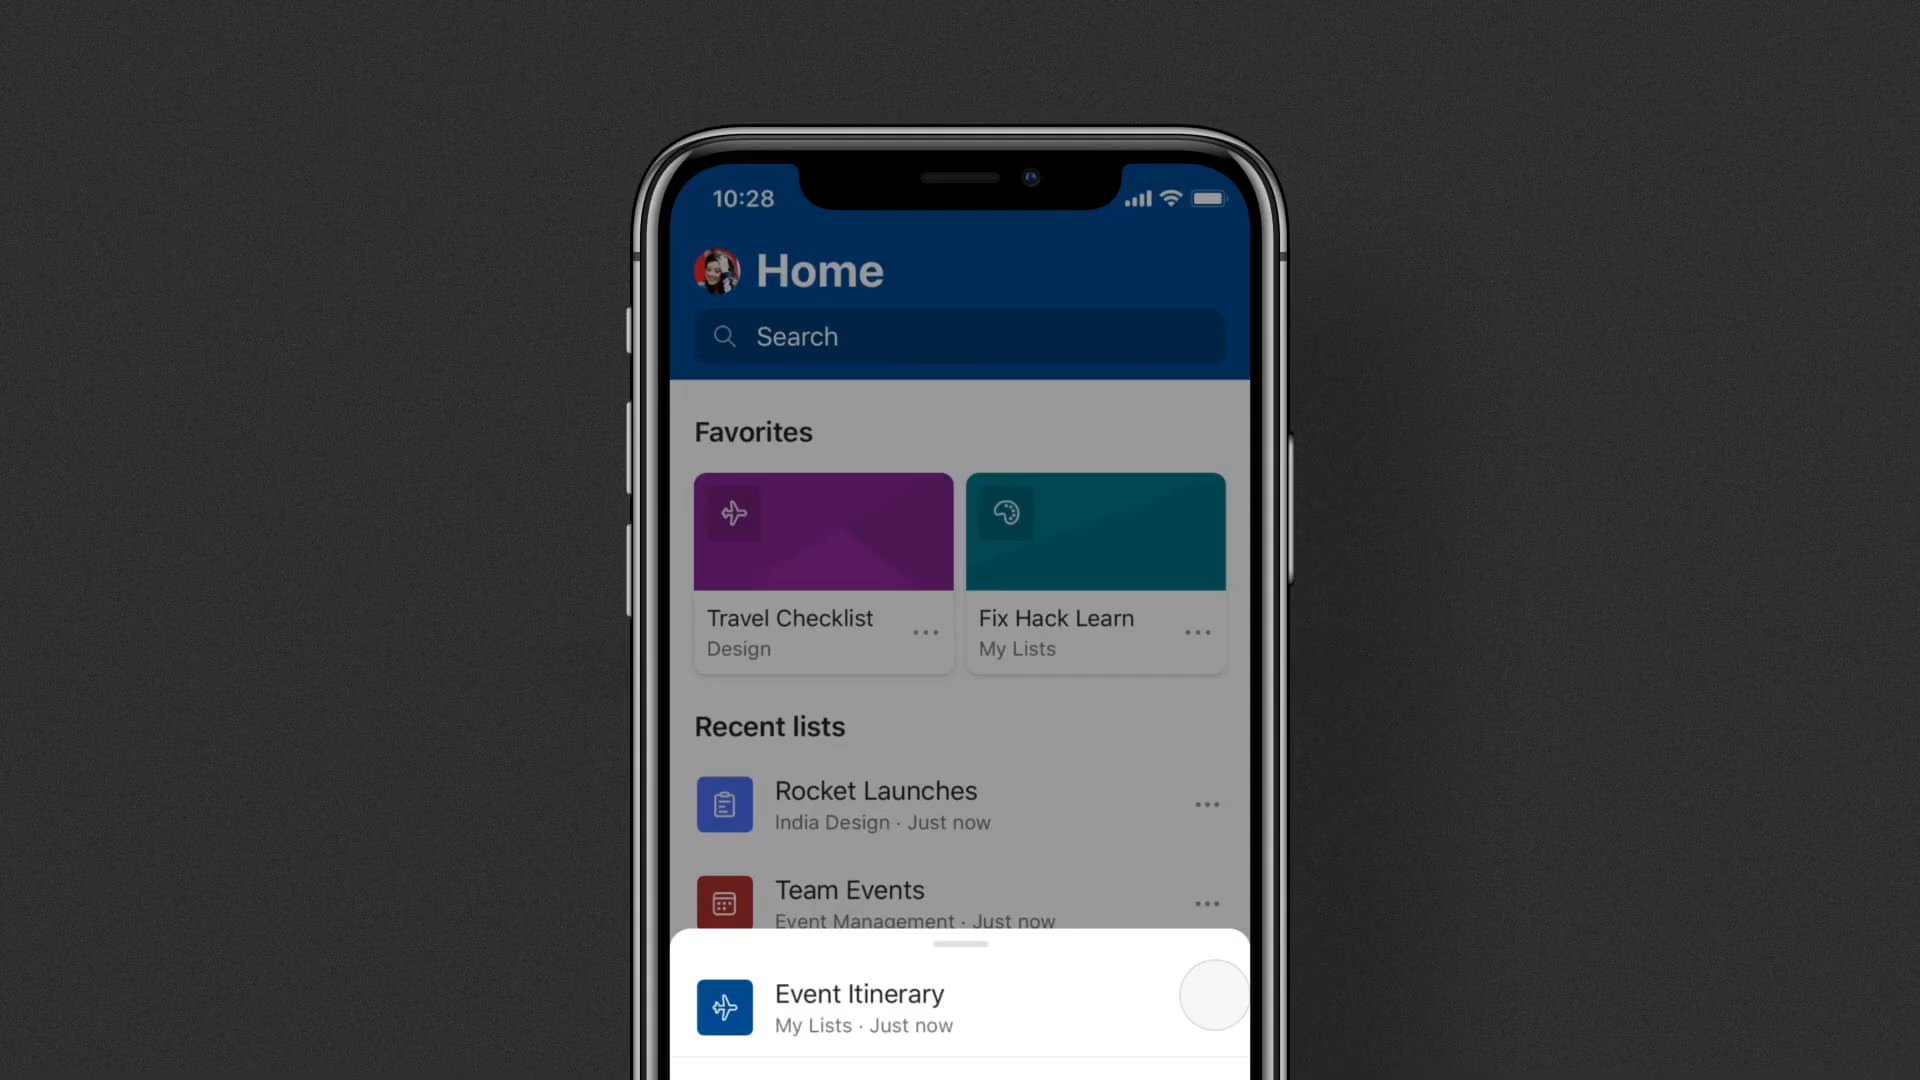 10:28
Home
Search
Favorites
Travel Checklist
Design
Fix Hack Learn
My Lists
Recent lists
Rocket Launches
India Design · Just now
Team Events
Event Management · Just now
Event Itinerary
My Lists · Just now